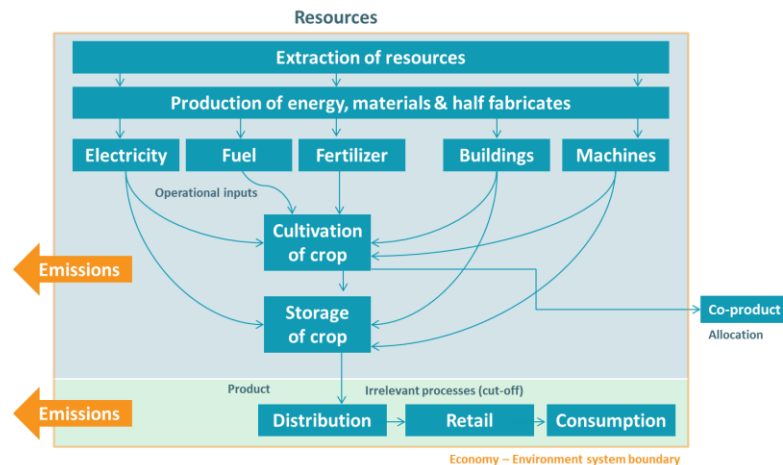 Resources
Extraction of resources
Production of energy, materials & half fabricates
Electricity
Fuel
Fertilizer
Buildings
Machines
Operational inputs
Cultivation
of crop
Emissions
Storage
of crop
Co-product
Allocation
Product
Irrelevant processes (cut-off)
Emissions
Distribution
Retail
Consumption
Economy – Environment system boundary